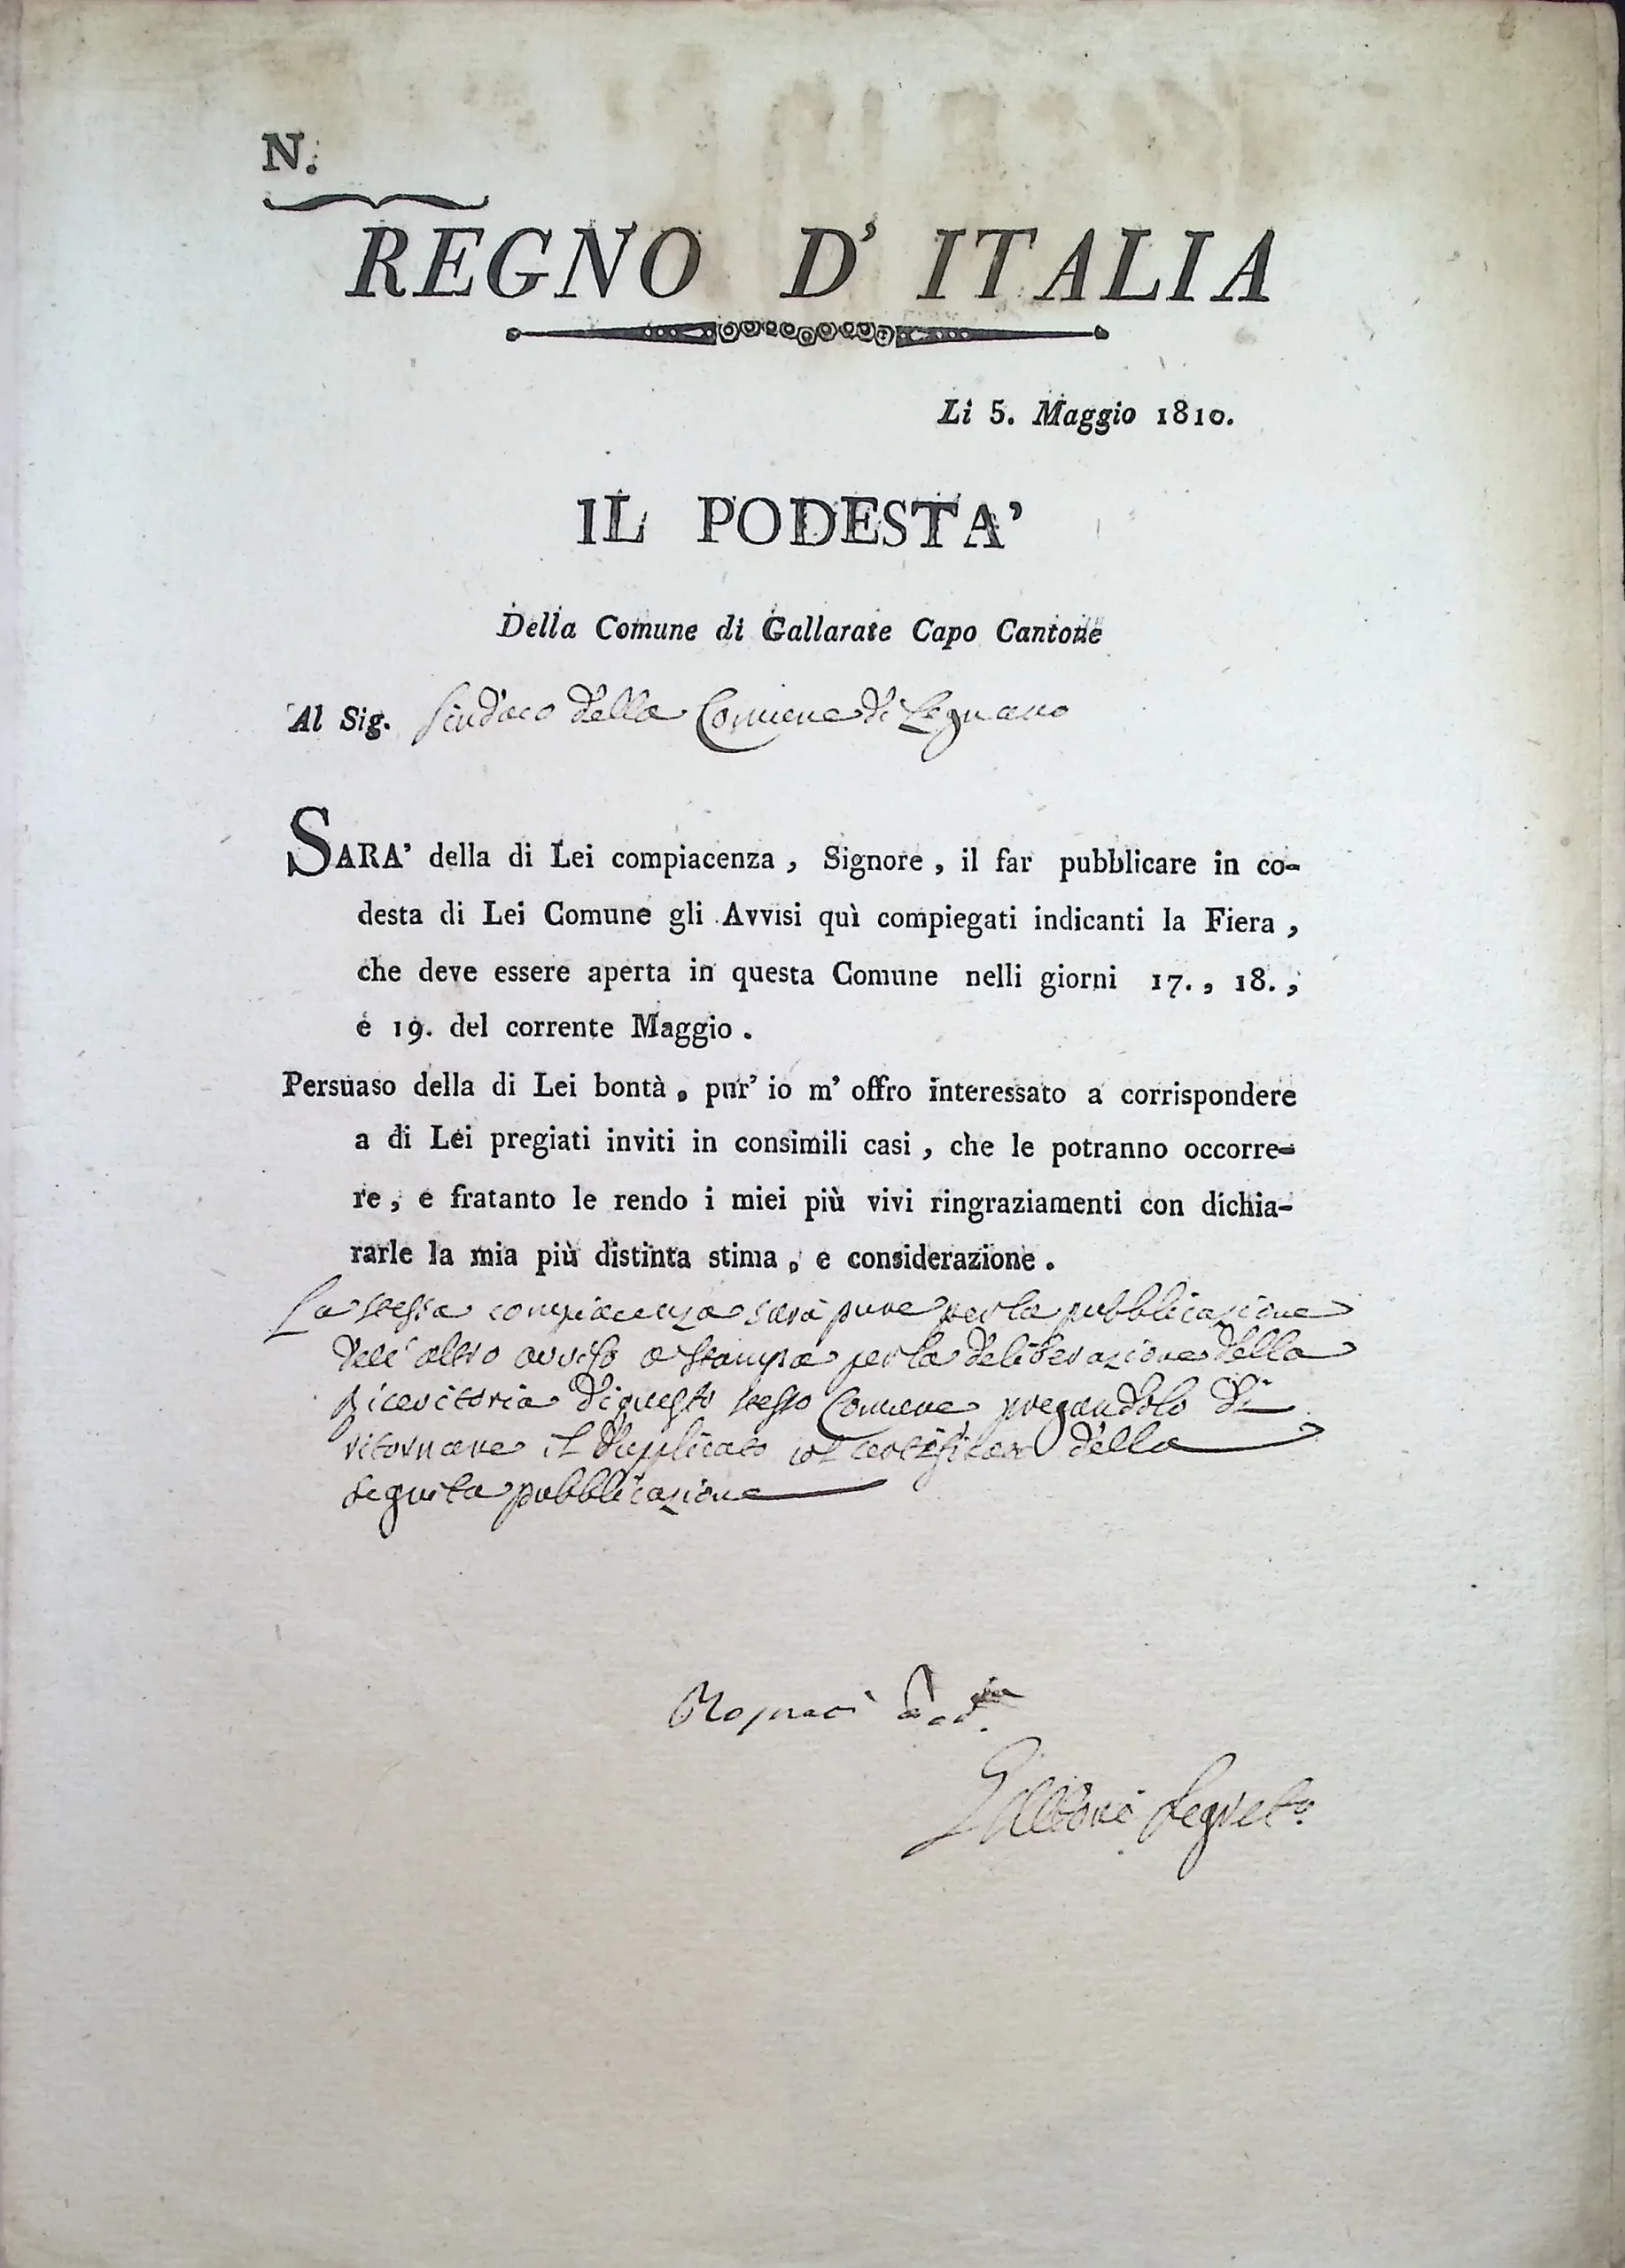 N.
REGNO D' ITALIA
Li 5. Maggio 1810.
IL PODESTA'
Della Comune di Gallarate Capo Cantone
Al Sig. Sindaco della Comune di Legnano
SARA' della di Lei compiacenza, Signore, il far pubblicare in co-
desta di Lei Comune gli Avvisi quì compiegati indicanti la Fiera,
che deve essere aperta in questa Comune nelli giorni 17., 18.,
e 19. del corrente Maggio.
Persuaso della di Lei bontà, pur' io m' offro interessato a corrispondere
a di Lei pregiati inviti in consimili casi, che le potranno occorre-
re, e fratanto le rendo i miei più vivi ringraziamenti con dichia-
rarle la mia più distinta stima, e considerazione.
La stessa compiacenza sarà pure per la pubblicazione
dell' altro avviso a stampa per la deliberazione della
Ricevitoria di questo stesso Comune pregandolo di
ritornare il duplicato col certificato della
seguita pubblicazione
Segret.o